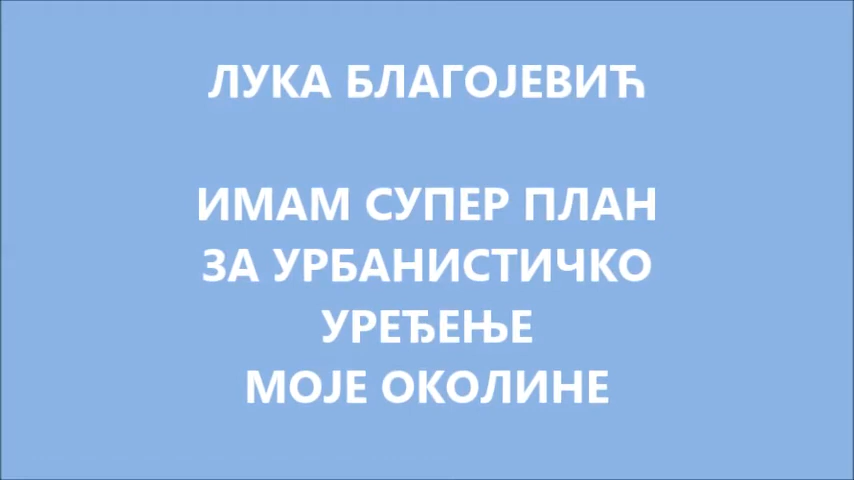 ЛУКА БЛАГОЈЕВИЋ
ИМАМ СУПЕР ПЛАН
ЗА УРБАНИСТИЧКО
УРЕЂЕЊЕ
МОЈЕ ОКОЛИНЕ